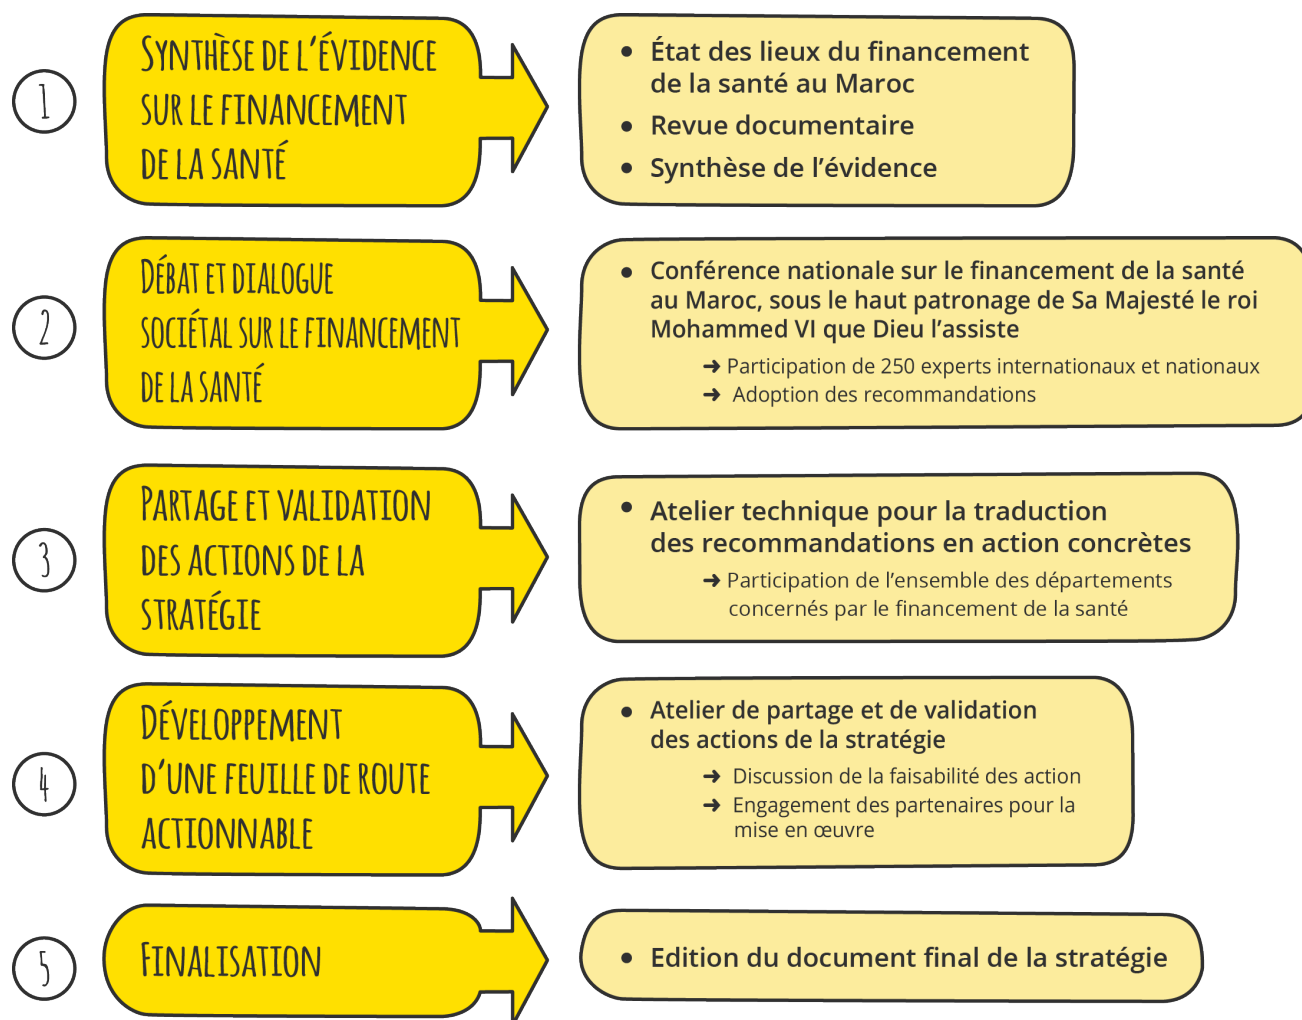 1
SYNTHÈSE DE L'ÉVIDENCE
SUR LE FINANCEMENT
DE LA SANTÉ
• État des lieux du financement
de la santé au Maroc
• Revue documentaire
• Synthèse de l'évidence
2
DÉBAT ET DIALOGUE
SOCIÉTAL SUR LE FINANCEMENT
DE LA SANTÉ
• Conférence nationale sur le financement de la santé
au Maroc, sous le haut patronage de Sa Majesté le roi
Mohammed VI que Dieu l'assiste
➜ Participation de 250 experts internationaux et nationaux
➜ Adoption des recommandations
3
PARTAGE ET VALIDATION
DES ACTIONS DE LA
STRATÉGIE
• Atelier technique pour la traduction
des recommandations en action concrètes
➜ Participation de l'ensemble des départements
concernés par le financement de la santé
4
DÉVELOPPEMENT
D'UNE FEUILLE DE ROUTE
ACTIONNABLE
• Atelier de partage et de validation
des actions de la stratégie
➜ Discussion de la faisabilité des action
➜ Engagement des partenaires pour la
mise en œuvre
5
FINALISATION
• Edition du document final de la stratégie